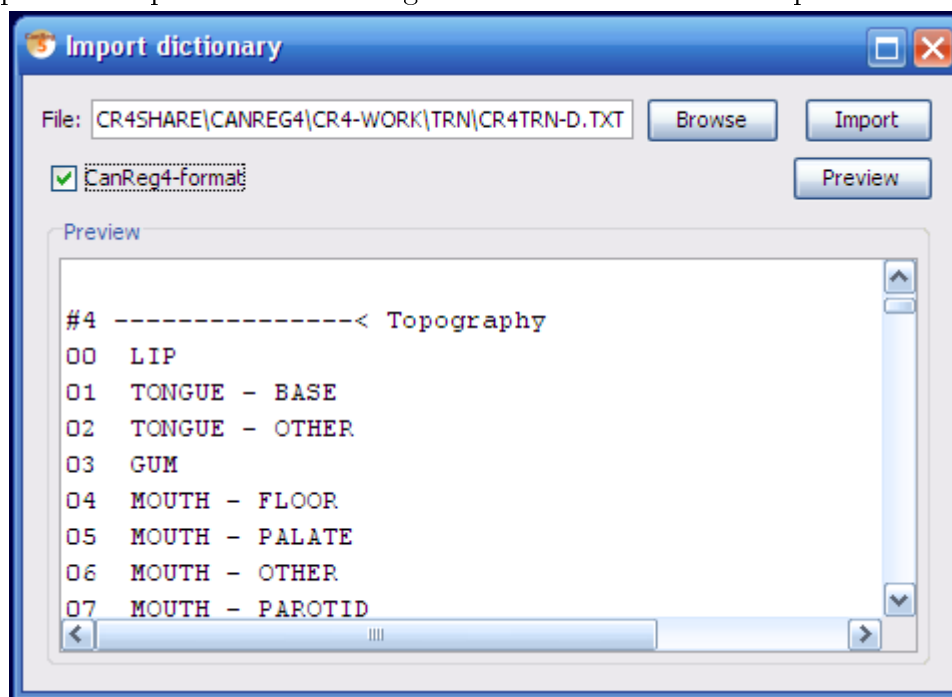 Import dictionary
File: CR4SHARE\CANREG4\CR4-WORK\TRN\CR4TRN-D.TXT Browse Import
CanReg4-format Preview
Preview
#4 ---------------< Topography
00 LIP
01 TONGUE - BASE
02 TONGUE - OTHER
03 GUM
04 MOUTH - FLOOR
05 MOUTH - PALATE
06 MOUTH - OTHER
07 MOUTH - PAROTID